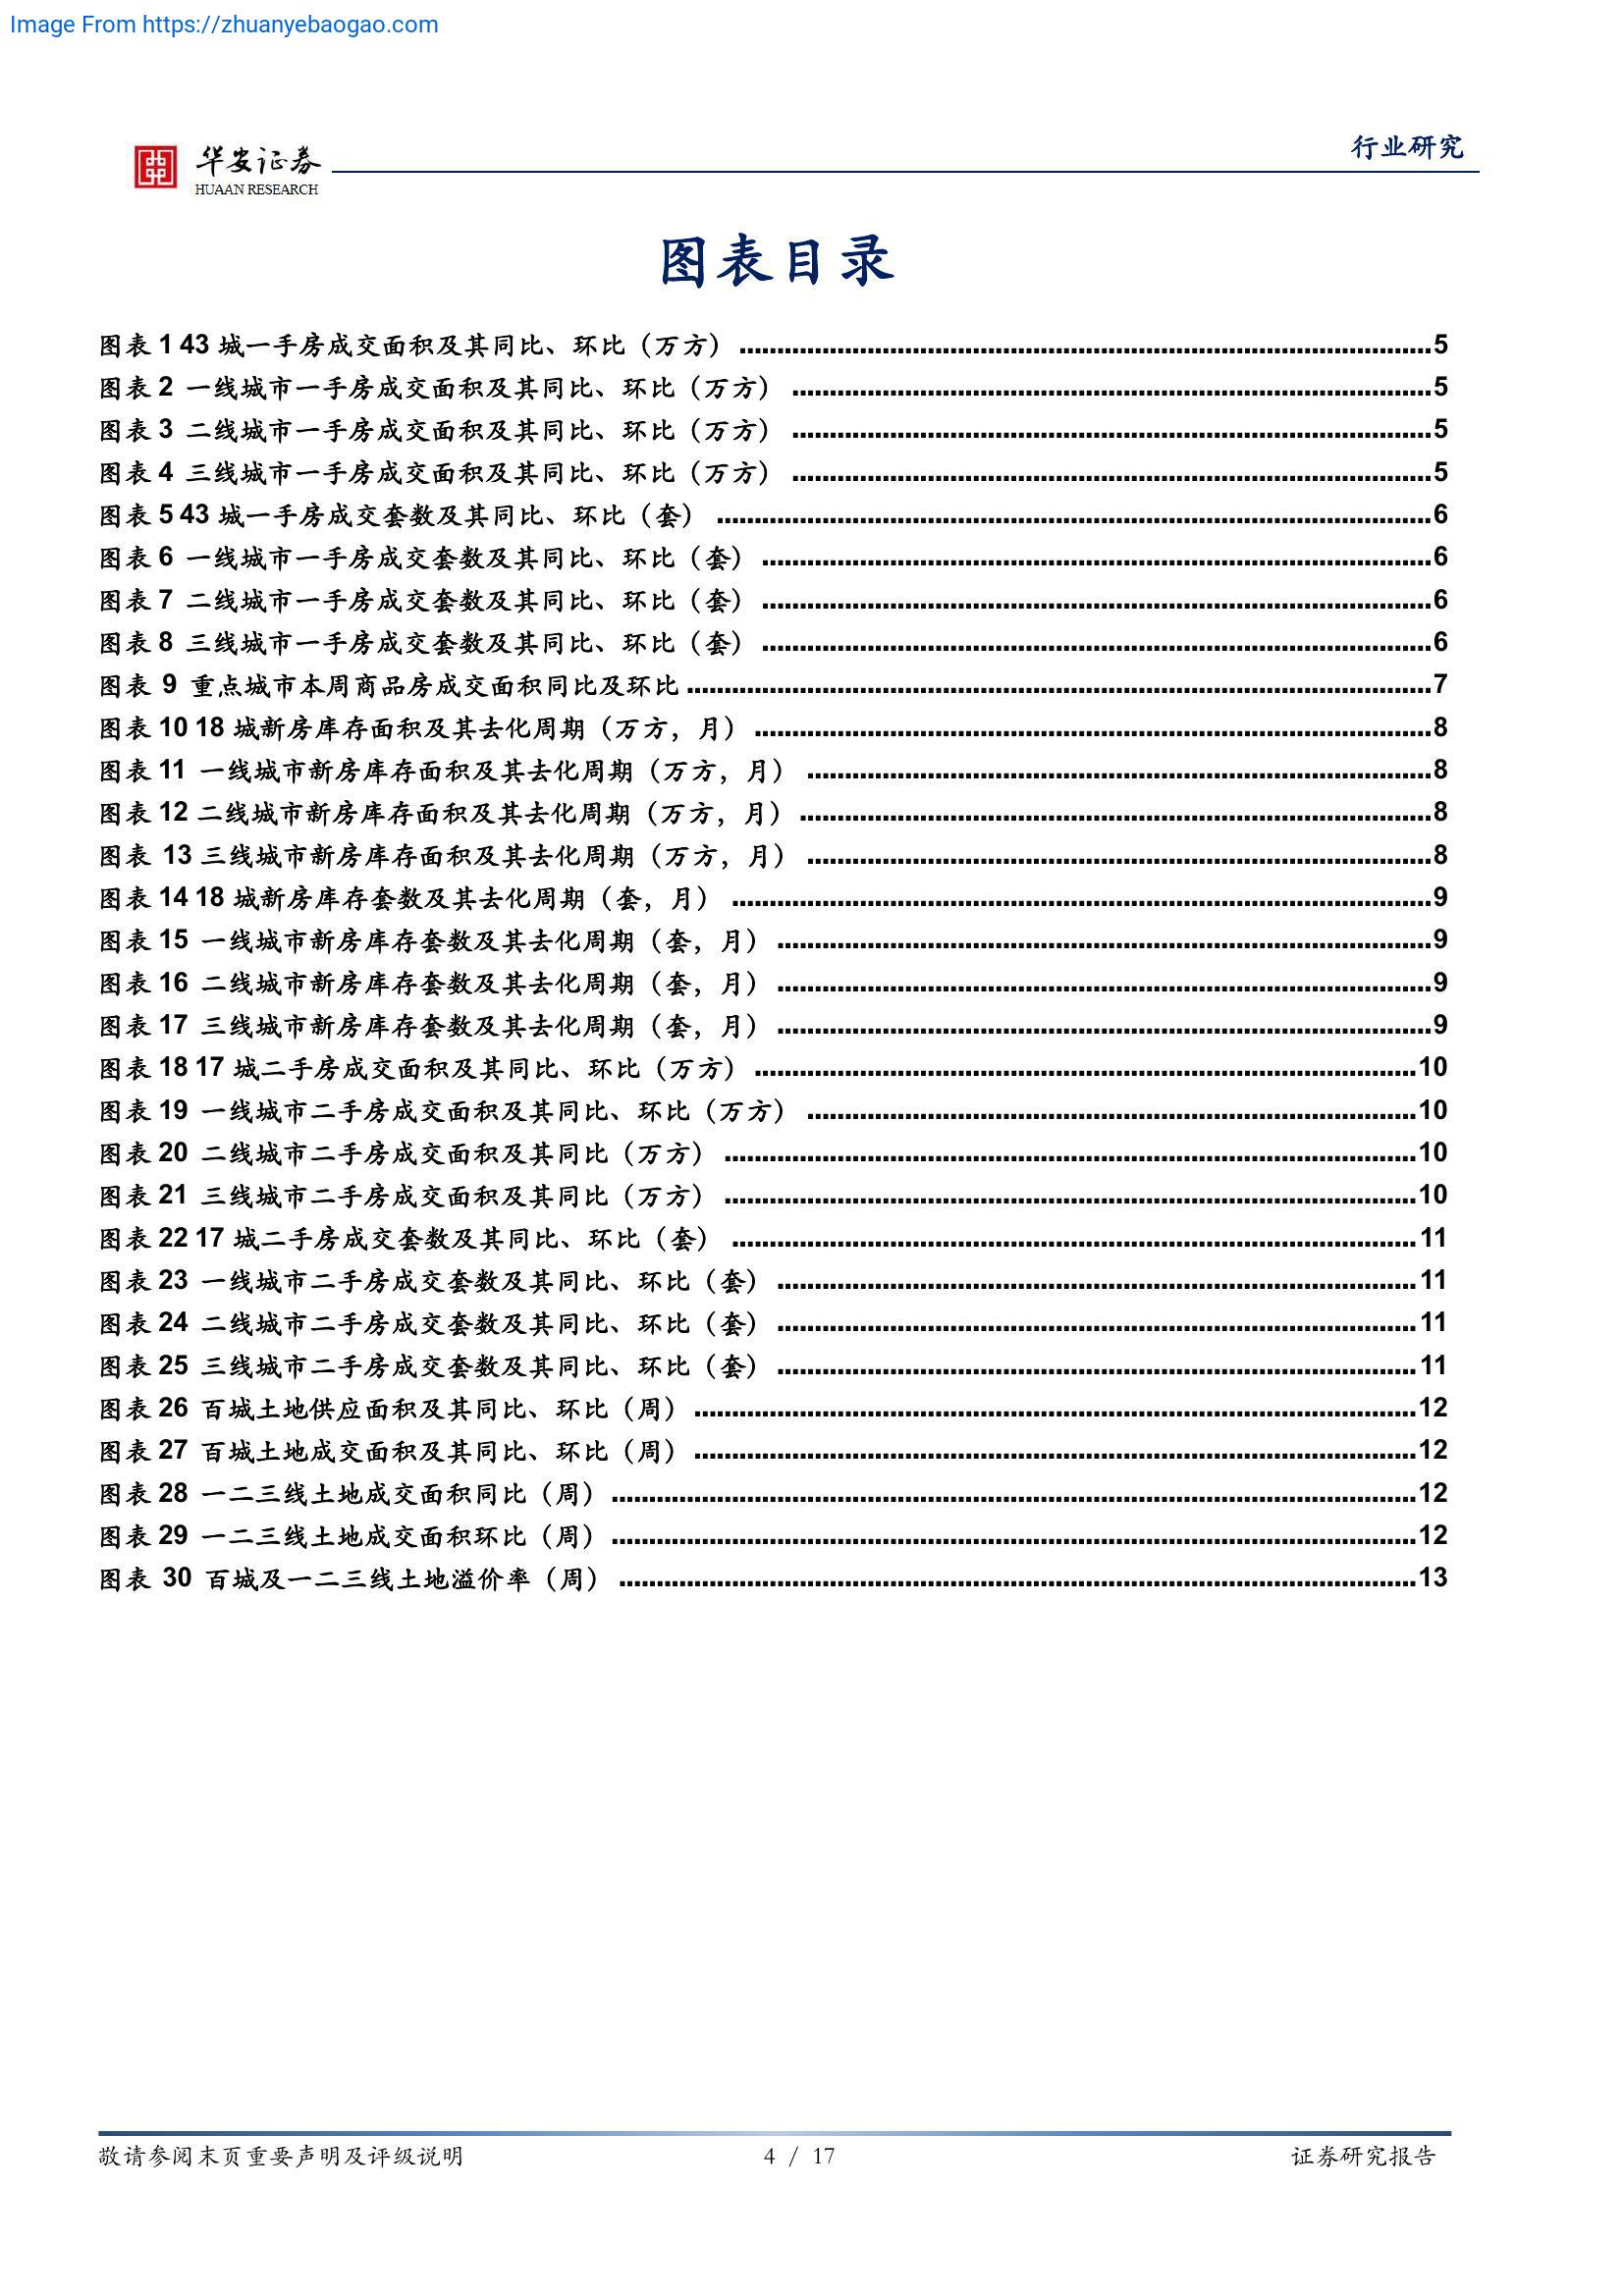 Image From https://zhuanyebaogao.com
华安证券
HUAAN RESEARCH
行业研究
图表目录
图表 1 43 城一手房成交面积及其同比、环比（万方） ....................5
图表 2 一线城市一手房成交面积及其同比、环比（万方） ....................5
图表 3 二线城市一手房成交面积及其同比、环比（万方） ....................5
图表 4 三线城市一手房成交面积及其同比、环比（万方） ....................5
图表 5 43 城一手房成交套数及其同比、环比（套） ....................6
图表 6 一线城市一手房成交套数及其同比、环比（套） ....................6
图表 7 二线城市一手房成交套数及其同比、环比（套） ....................6
图表 8 三线城市一手房成交套数及其同比、环比（套） ....................6
图表 9 重点城市本周商品房成交面积同比及环比 ....................7
图表 10 18 城新房库存面积及其去化周期（万方，月） ....................8
图表 11 一线城市新房库存面积及其去化周期（万方，月） ....................8
图表 12 二线城市新房库存面积及其去化周期（万方，月） ....................8
图表 13 三线城市新房库存面积及其去化周期（万方，月） ....................8
图表 14 18 城新房库存套数及其去化周期（套，月） ....................9
图表 15 一线城市新房库存套数及其去化周期（套，月） ....................9
图表 16 二线城市新房库存套数及其去化周期（套，月） ....................9
图表 17 三线城市新房库存套数及其去化周期（套，月） ....................9
图表 18 17 城二手房成交面积及其同比、环比（万方） ....................10
图表 19 一线城市二手房成交面积及其同比、环比（万方） ....................10
图表 20 二线城市二手房成交面积及其同比（万方） ....................10
图表 21 三线城市二手房成交面积及其同比（万方） ....................10
图表 22 17 城二手房成交套数及其同比、环比（套） ....................11
图表 23 一线城市二手房成交套数及其同比、环比（套） ....................11
图表 24 二线城市二手房成交套数及其同比、环比（套） ....................11
图表 25 三线城市二手房成交套数及其同比、环比（套） ....................11
图表 26 百城土地供应面积及其同比、环比（周） ....................12
图表 27 百城土地成交面积及其同比、环比（周） ....................12
图表 28 一二三线土地成交面积同比（周） ....................12
图表 29 一二三线土地成交面积环比（周） ....................12
图表 30 百城及一二三线土地溢价率（周） ....................13
敬请参阅末页重要声明及评级说明
4 / 17
证券研究报告